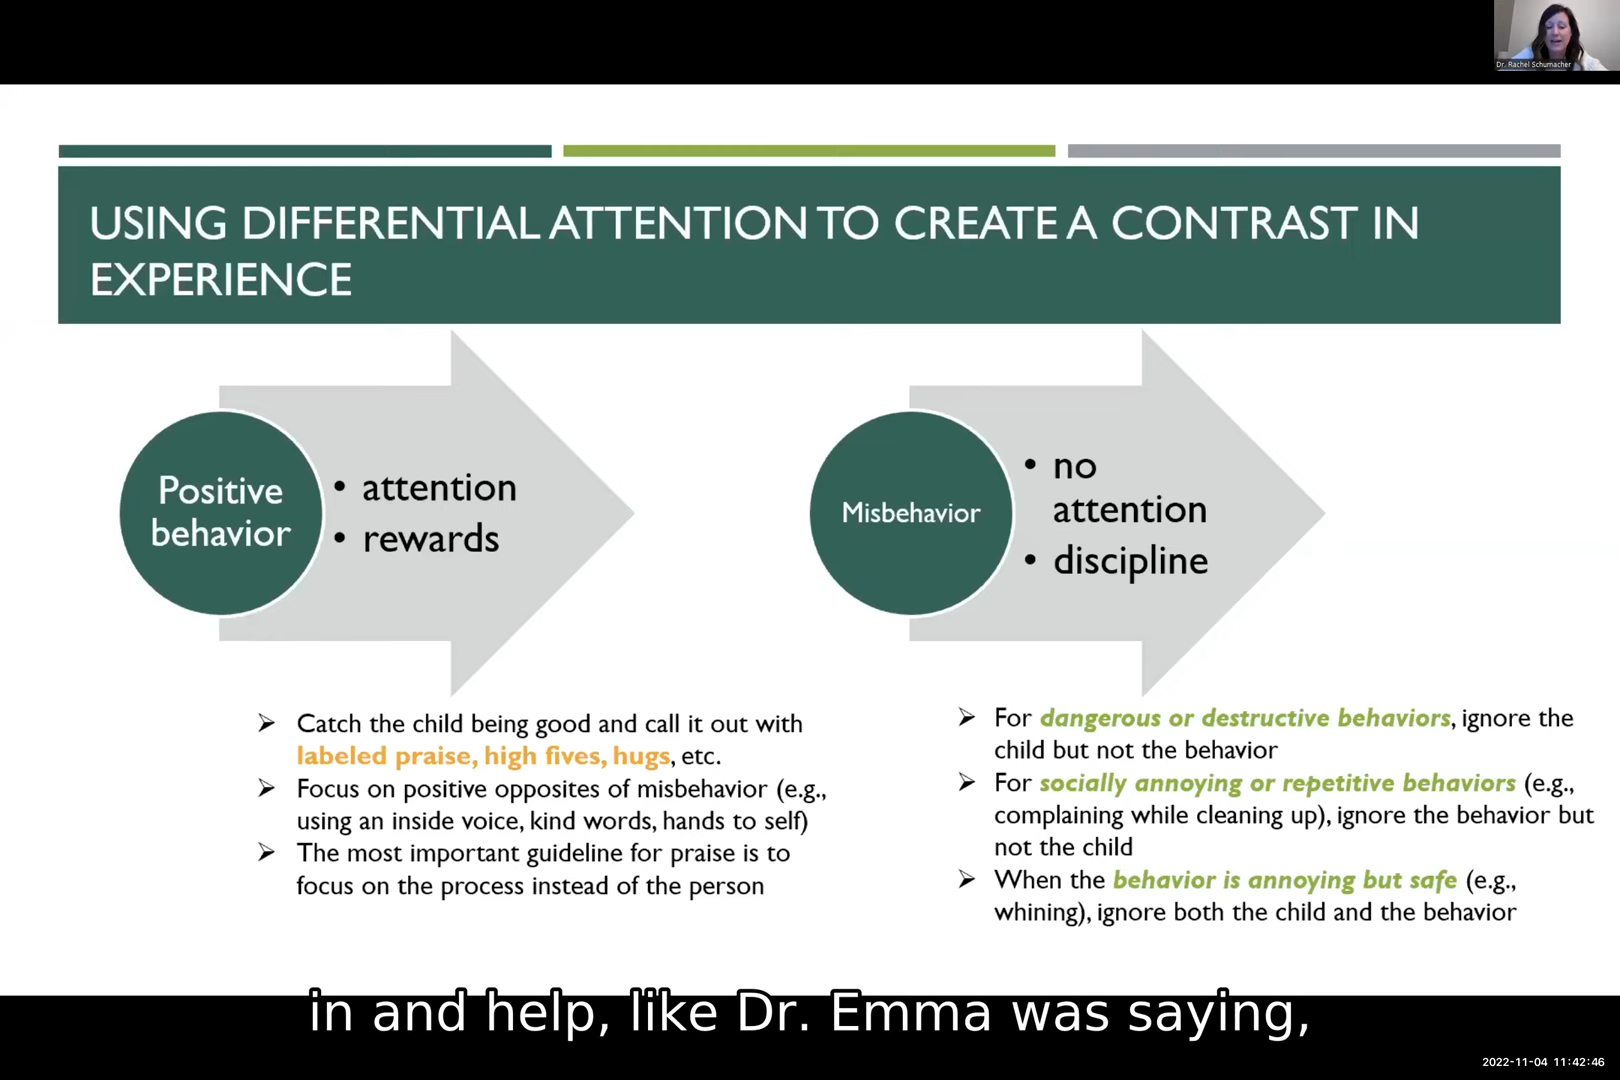 Dr. Rachel Schumacher
USING DIFFERENTIAL ATTENTION TO CREATE A CONTRAST IN
EXPERIENCE
Positive
behavior
• attention
• rewards
Misbehavior
• no
attention
• discipline
➢ Catch the child being good and call it out with
labeled praise, high fives, hugs, etc.
➢ Focus on positive opposites of misbehavior (e.g.,
using an inside voice, kind words, hands to self)
➢ The most important guideline for praise is to
focus on the process instead of the person
➢ For dangerous or destructive behaviors, ignore the
child but not the behavior
➢ For socially annoying or repetitive behaviors (e.g.,
complaining while cleaning up), ignore the behavior but
not the child
➢ When the behavior is annoying but safe (e.g.,
whining), ignore both the child and the behavior
in and help, like Dr. Emma was saying,
2022-11-04 11:42:46